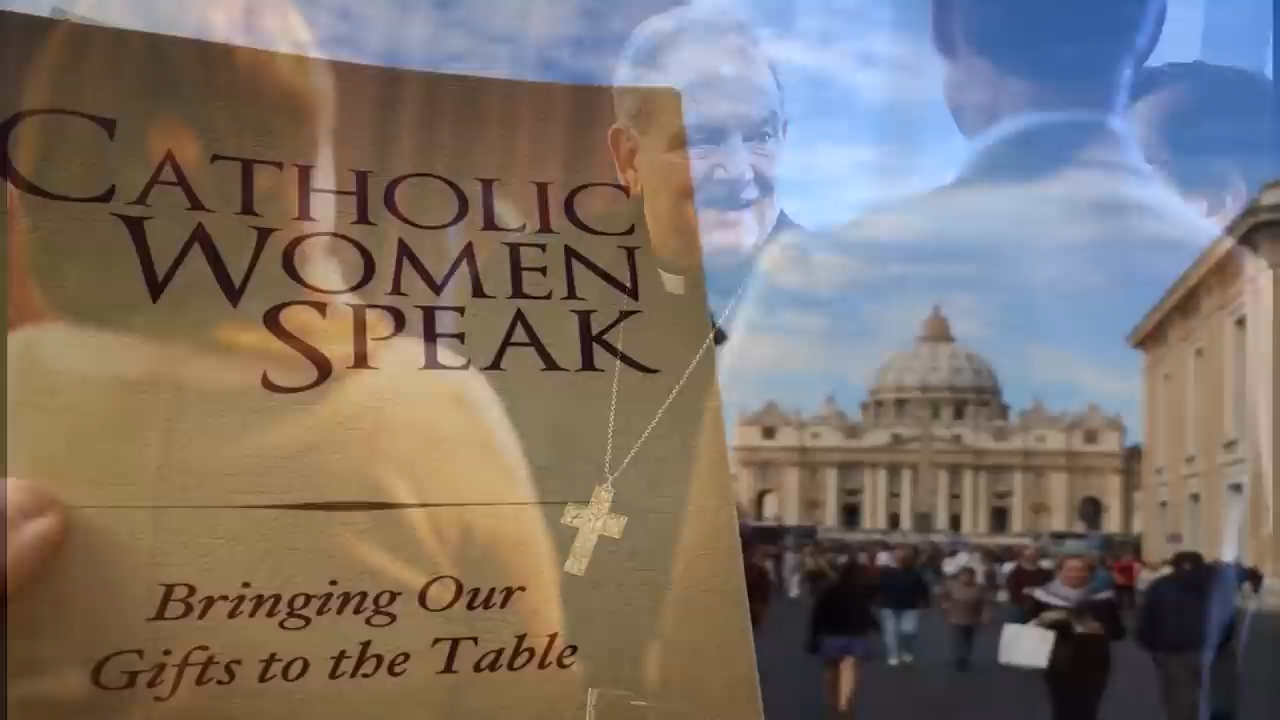 CATHOLIC
WOMEN
SPEAK
Bringing Our
Gifts to the Table